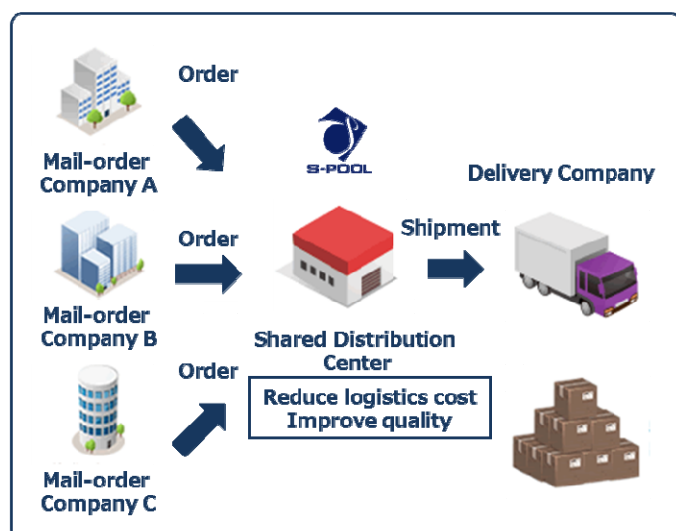 Order
Mail-order
Company A
S-POOL
Delivery Company
Order
Shipment
Mail-order
Company B
Shared Distribution
Center
Order
Reduce logistics cost
Improve quality
Mail-order
Company C